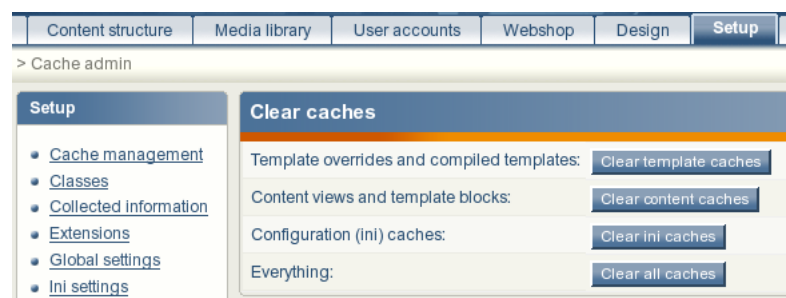 Content structure Media library User accounts Webshop Design Setup
> Cache admin
Setup
Cache management
Classes
Collected information
Extensions
Global settings
Ini settings
Clear caches
Template overrides and compiled templates: Clear template caches
Content views and template blocks: Clear content caches
Configuration (ini) caches: Clear ini caches
Everything: Clear all caches